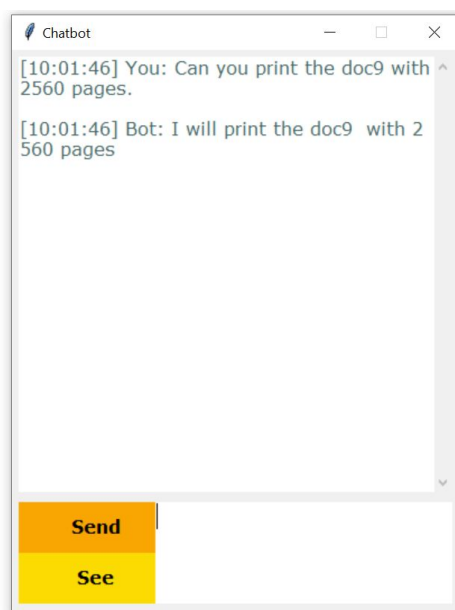 Chatbot
[10:01:46] You: Can you print the doc9 with
2560 pages.
[10:01:46] Bot: I will print the doc9  with 2
560 pages
Send
See